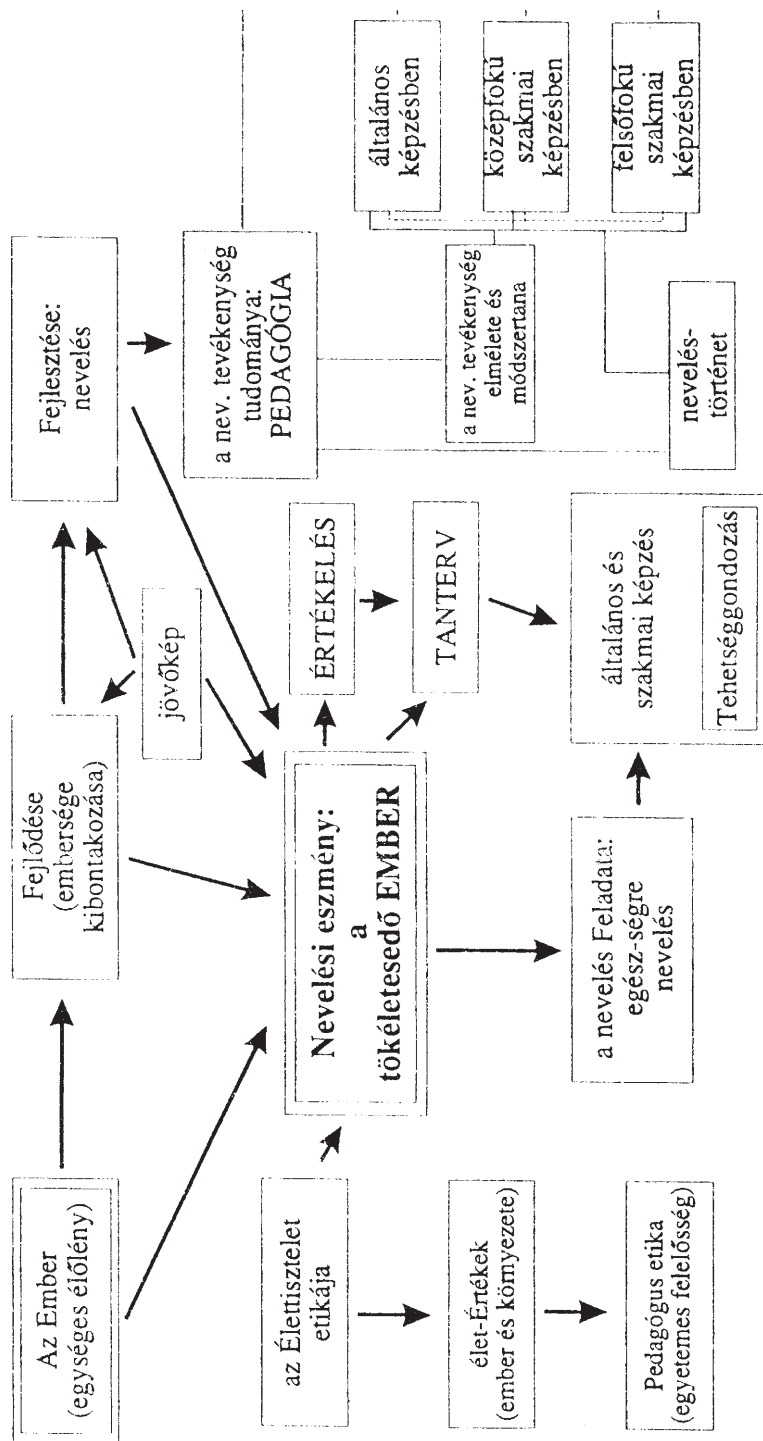 Az Ember
(egységes élőlény)
Fejlődése
(embersége
kibontakozása)
Fejlesztése:
nevelés
jövőkép
a nev. tevékenység
tudománya:
PEDAGÓGIA
az Élettisztelet
etikája
Nevelési eszmény:
a
tökéletesedő EMBER
ÉRTÉKELÉS
TANTERV
a nev. tevékenység
elmélete és
módszertana
általános
képzésben
középfokú
szakmai
képzésben
felsőfokú
szakmai
képzésben
élet-Értékek
(ember és környezete)
a nevelés Feladata:
egész-ségre
nevelés
általános és
szakmai képzés
Tehetséggondozás
nevelés-
történet
Pedagógus etika
(egyetemes felelősség)